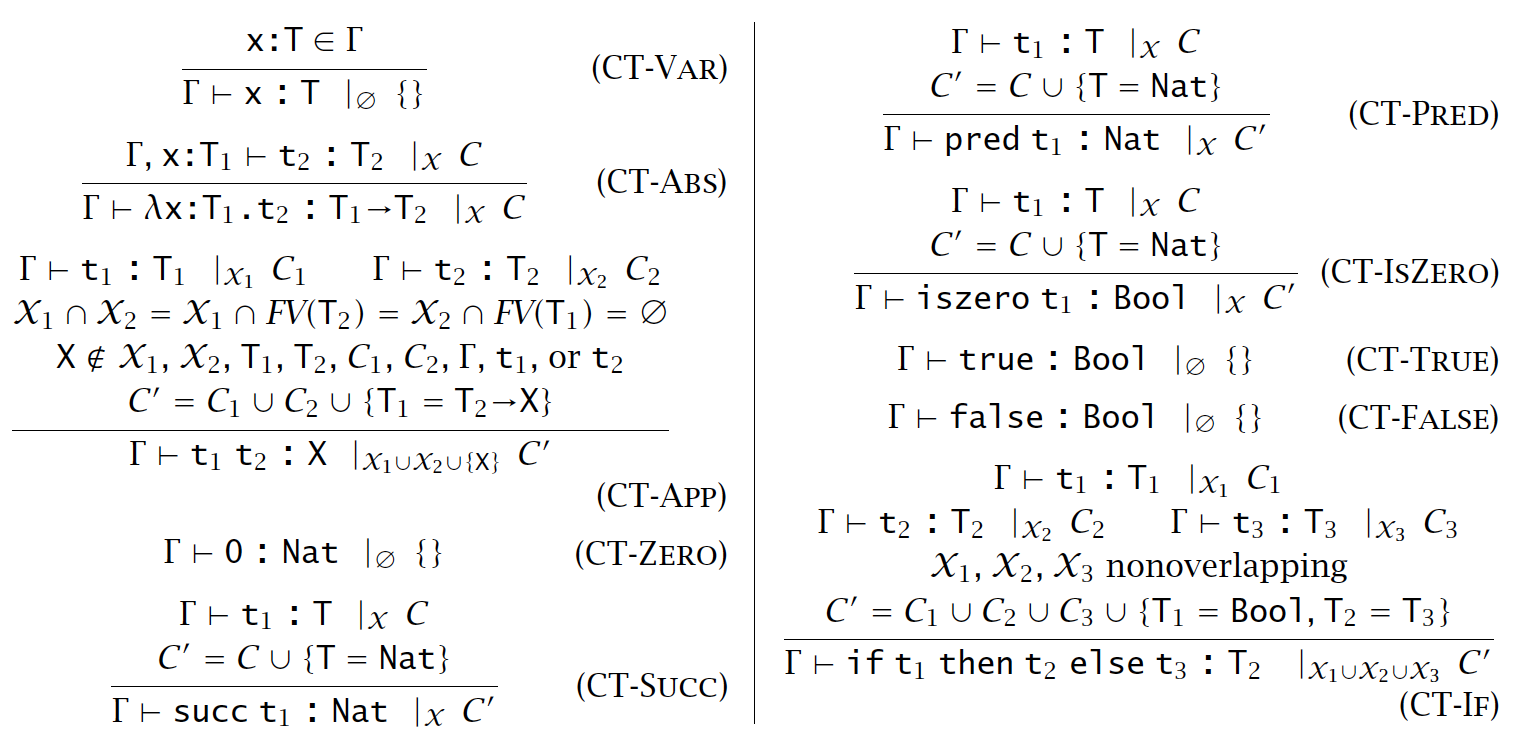 x:T ∈ Γ
Γ ⊢ x : T |∅ {}
(CT-VAR)
Γ, x:T₁ ⊢ t₂ : T₂ |𝒳 C
Γ ⊢ λx:T₁.t₂ : T₁→T₂ |𝒳 C
(CT-ABS)
Γ ⊢ t₁ : T₁ |𝒳₁ C₁ Γ ⊢ t₂ : T₂ |𝒳₂ C₂
𝒳₁ ∩ 𝒳₂ = 𝒳₁ ∩ FV(T₂) = 𝒳₂ ∩ FV(T₁) = ∅
X ∉ 𝒳₁, 𝒳₂, T₁, T₂, C₁, C₂, Γ, t₁, or t₂
C′ = C₁ ∪ C₂ ∪ {T₁ = T₂→X}
Γ ⊢ t₁ t₂ : X |𝒳₁∪𝒳₂∪{X} C′
(CT-APP)
Γ ⊢ 0 : Nat |∅ {}
(CT-ZERO)
Γ ⊢ t₁ : T |𝒳 C
C′ = C ∪ {T = Nat}
Γ ⊢ succ t₁ : Nat |𝒳 C′
(CT-SUCC)
Γ ⊢ t₁ : T |𝒳 C
C′ = C ∪ {T = Nat}
Γ ⊢ pred t₁ : Nat |𝒳 C′
(CT-PRED)
Γ ⊢ t₁ : T |𝒳 C
C′ = C ∪ {T = Nat}
Γ ⊢ iszero t₁ : Bool |𝒳 C′
(CT-ISZERO)
Γ ⊢ true : Bool |∅ {}
(CT-TRUE)
Γ ⊢ false : Bool |∅ {}
(CT-FALSE)
Γ ⊢ t₁ : T₁ |𝒳₁ C₁
Γ ⊢ t₂ : T₂ |𝒳₂ C₂ Γ ⊢ t₃ : T₃ |𝒳₃ C₃
𝒳₁, 𝒳₂, 𝒳₃ nonoverlapping
C′ = C₁ ∪ C₂ ∪ C₃ ∪ {T₁ = Bool, T₂ = T₃}
Γ ⊢ if t₁ then t₂ else t₃ : T₂ |𝒳₁∪𝒳₂∪𝒳₃ C′
(CT-IF)